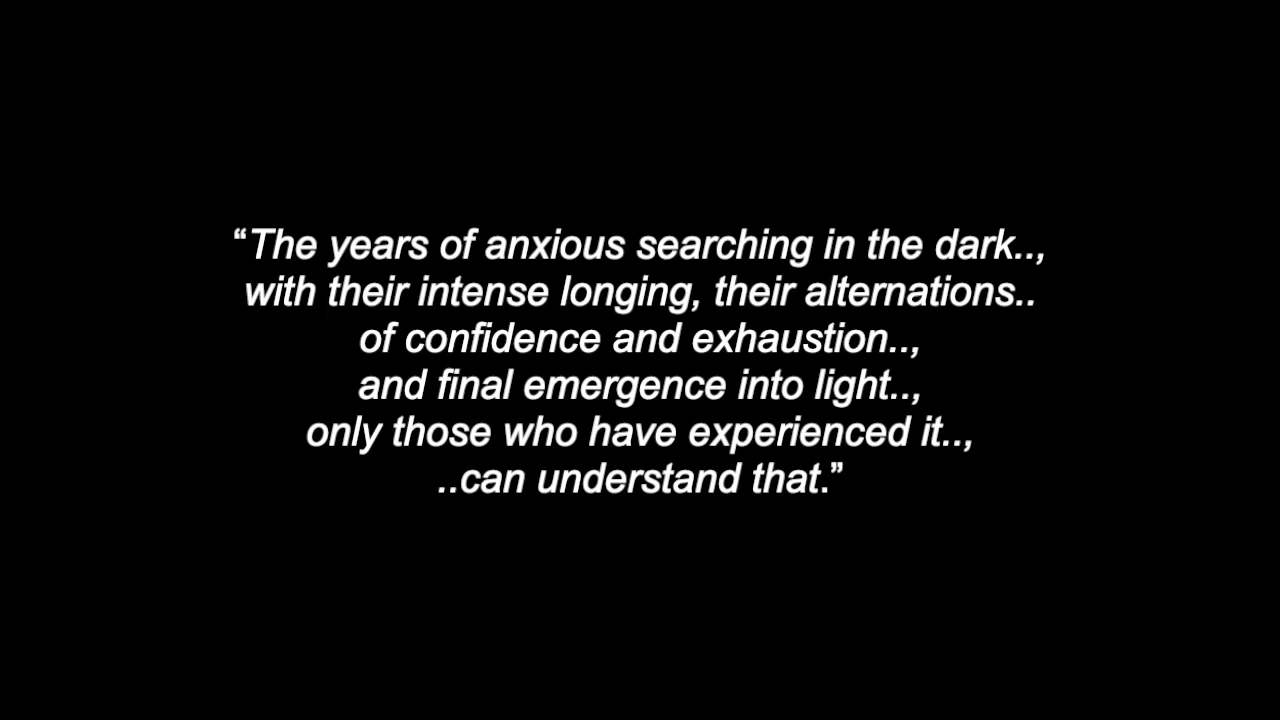 “The years of anxious searching in the dark..,
with their intense longing, their alternations..
of confidence and exhaustion..,
and final emergence into light..,
only those who have experienced it..,
..can understand that.”